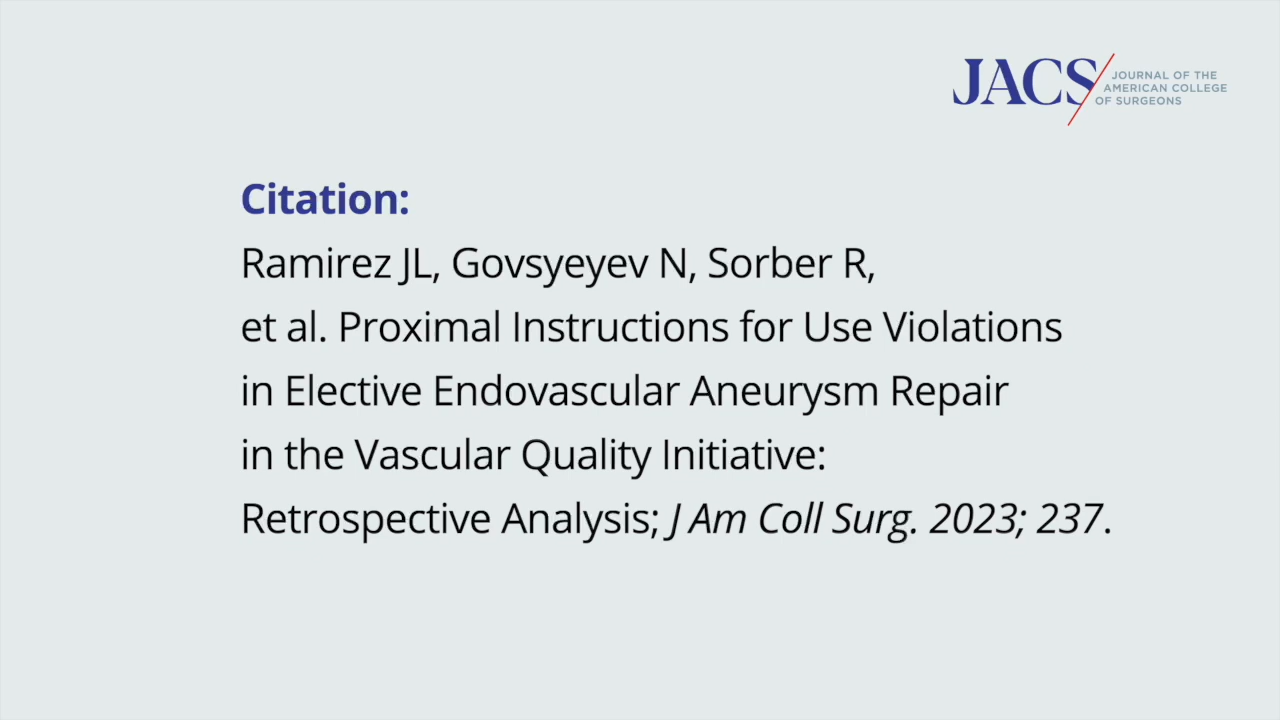 JACS
JOURNAL OF THE
AMERICAN COLLEGE
OF SURGEONS
Citation:
Ramirez JL, Govsyeyev N, Sorber R,
et al. Proximal Instructions for Use Violations
in Elective Endovascular Aneurysm Repair
in the Vascular Quality Initiative:
Retrospective Analysis; J Am Coll Surg. 2023; 237.